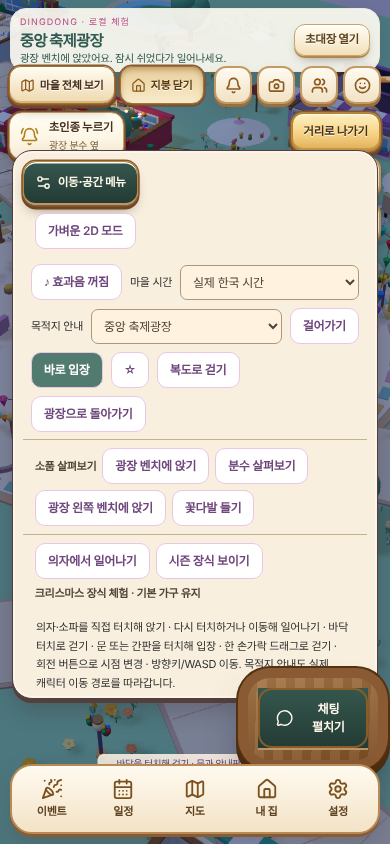 DINGDONG · 로컬 체험
중앙 축제광장
광장 벤치에 앉았어요. 잠시 쉬었다가 일어나세요.
초대장 열기
마을 전체 보기
지붕 닫기
초인종 누르기
광장 분수 옆
거리로 나가기
이동·공간 메뉴
가벼운 2D 모드
♪ 효과음 꺼짐
마을 시간
실제 한국 시간
목적지 안내
중앙 축제광장
걸어가기
바로 입장
☆
복도로 걷기
광장으로 돌아가기
소품 살펴보기
광장 벤치에 앉기
분수 살펴보기
광장 왼쪽 벤치에 앉기
꽃다발 들기
의자에서 일어나기
시즌 장식 보이기
크리스마스 장식 체험 · 기본 가구 유지
의자·소파를 직접 터치해 앉기 · 다시 터치하거나 이동해 일어나기 · 바닥
터치로 걷기 · 문 또는 간판을 터치해 입장 · 한 손가락 드래그로 걷기 ·
회전 버튼으로 시점 변경 · 방향키/WASD 이동. 목적지 안내도 실제
캐릭터 이동 경로를 따라갑니다.
채팅
펼치기
바닥을 터치해 걷기 · 문과 안내판
이벤트
일정
지도
내 집
설정